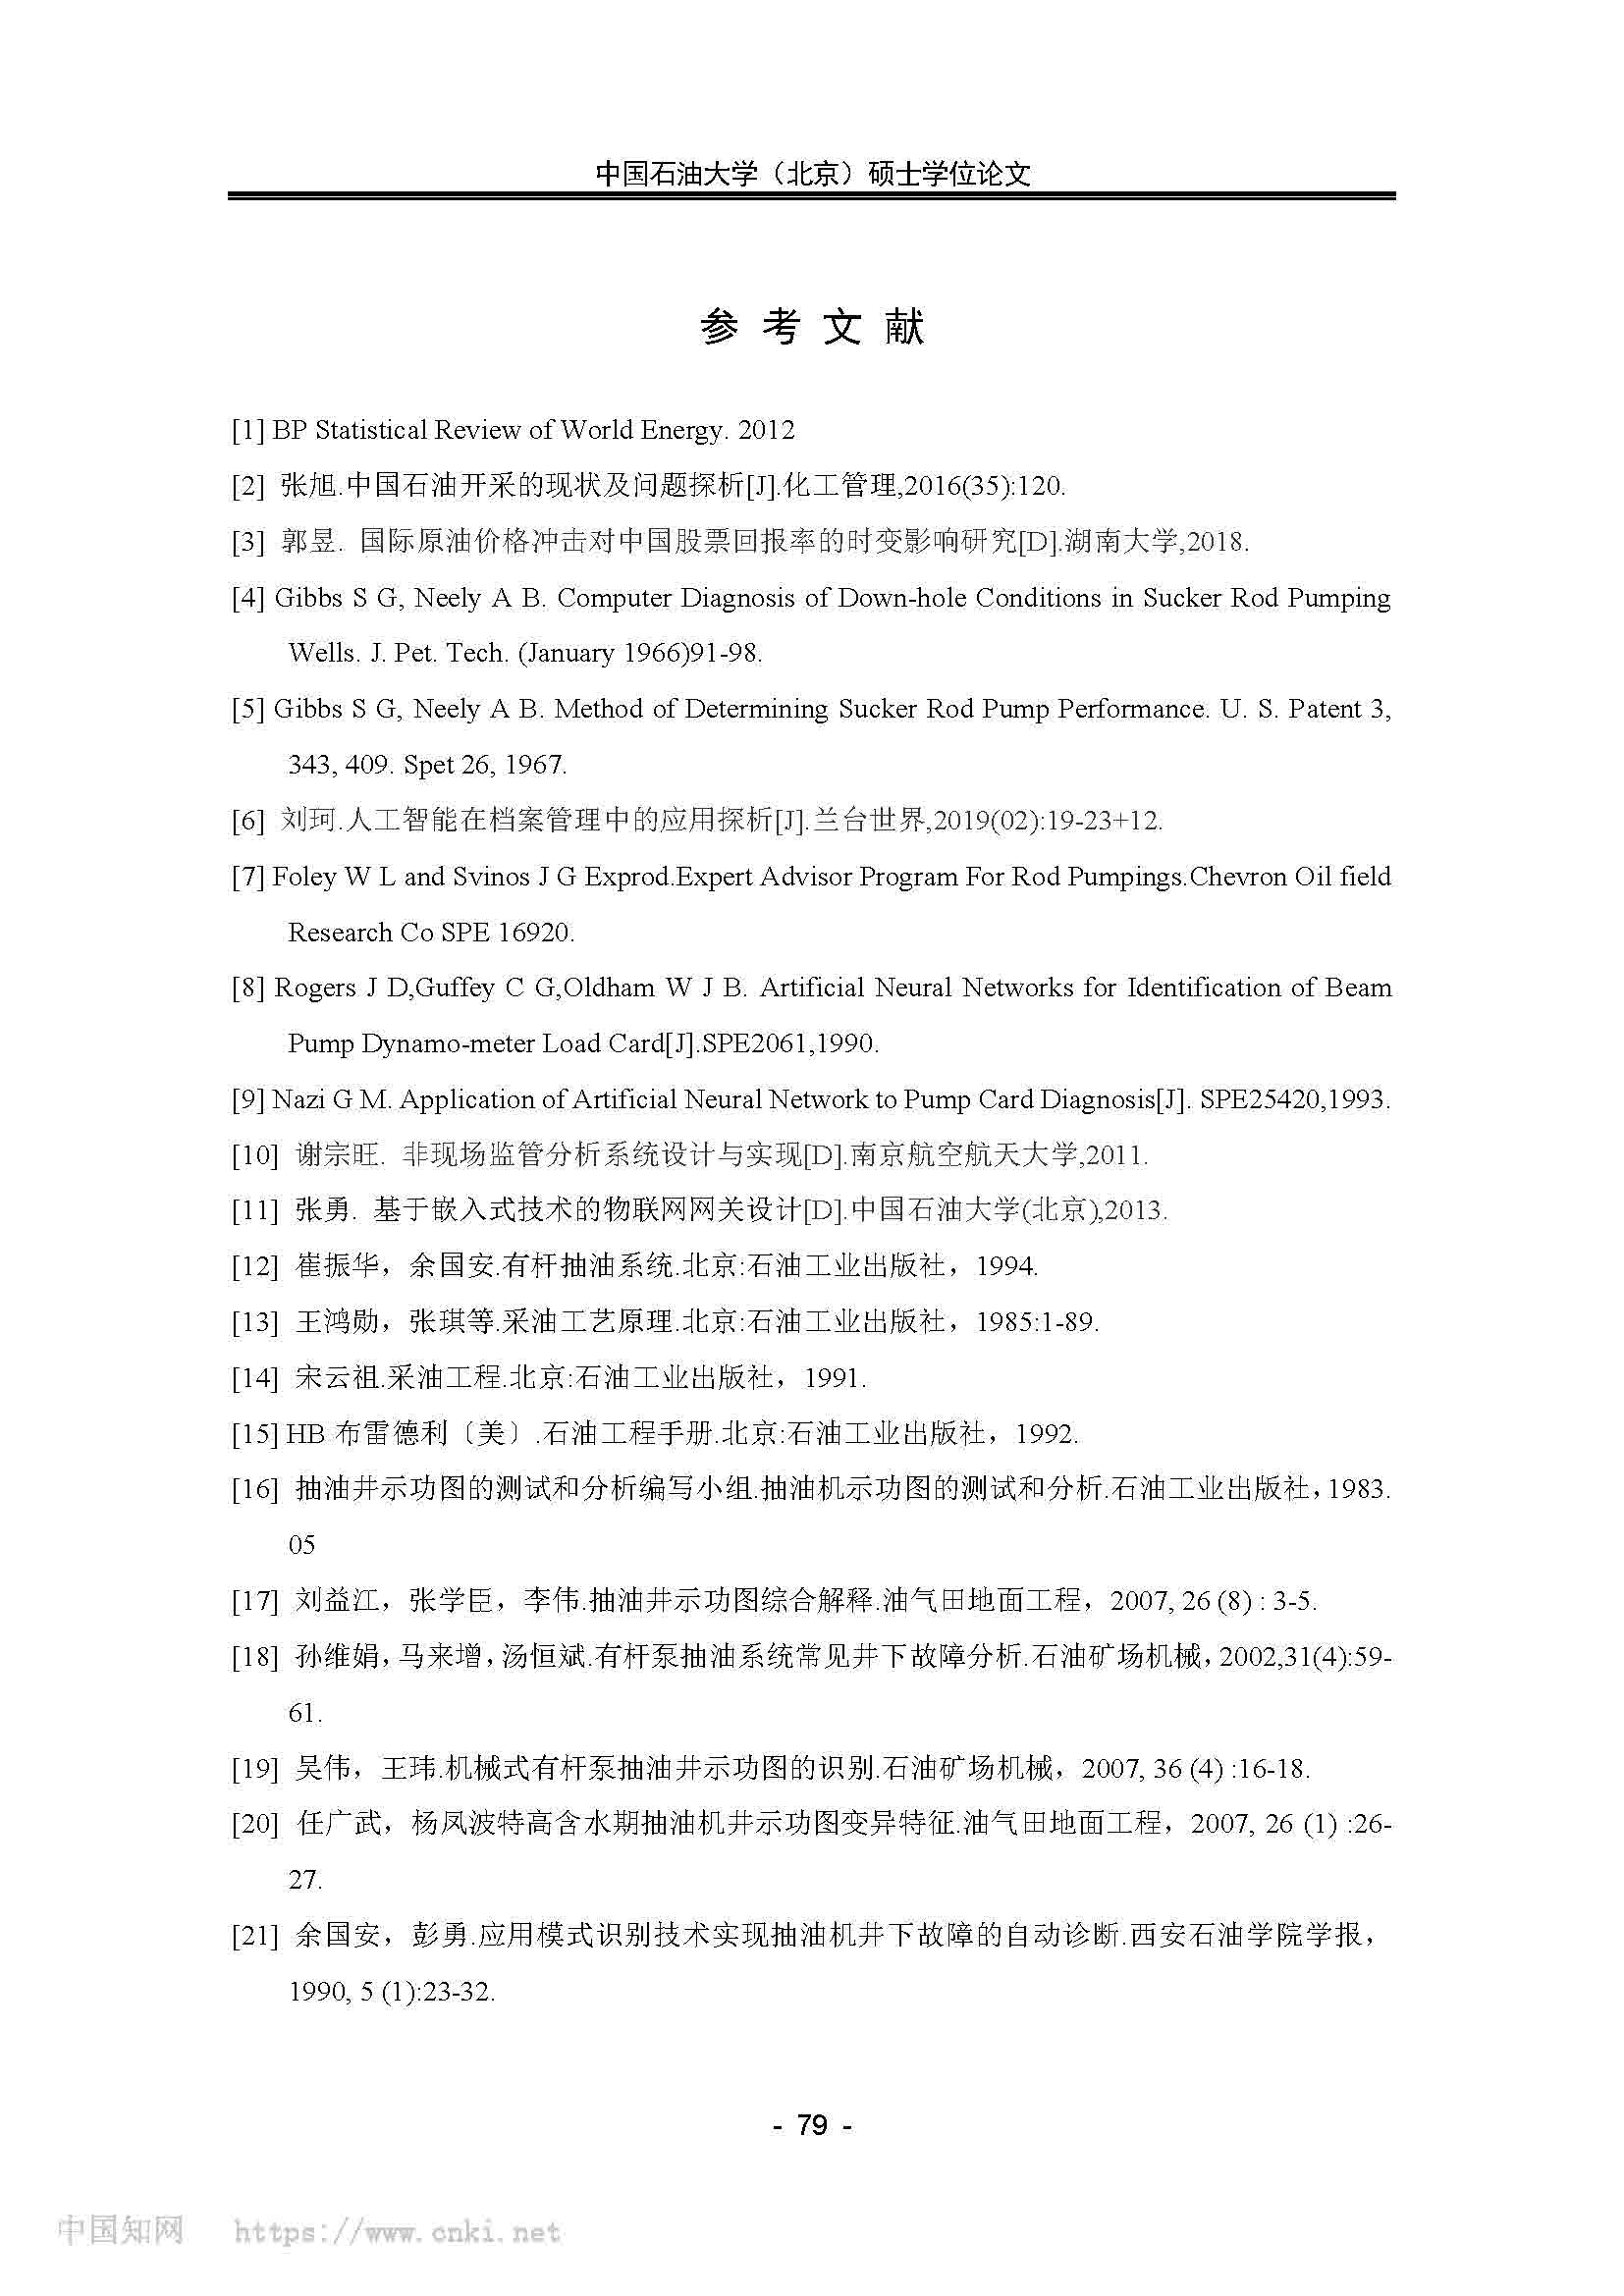 中国石油大学（北京）硕士学位论文
参 考 文 献
[1] BP Statistical Review of World Energy. 2012
[2] 张旭.中国石油开采的现状及问题探析[J].化工管理,2016(35):120.
[3] 郭昱. 国际原油价格冲击对中国股票回报率的时变影响研究[D].湖南大学,2018.
[4] Gibbs S G, Neely A B. Computer Diagnosis of Down-hole Conditions in Sucker Rod Pumping
Wells. J. Pet. Tech. (January 1966)91-98.
[5] Gibbs S G, Neely A B. Method of Determining Sucker Rod Pump Performance. U. S. Patent 3,
343, 409. Spet 26, 1967.
[6] 刘珂.人工智能在档案管理中的应用探析[J].兰台世界,2019(02):19-23+12.
[7] Foley W L and Svinos J G Exprod.Expert Advisor Program For Rod Pumpings.Chevron Oil field
Research Co SPE 16920.
[8] Rogers J D,Guffey C G,Oldham W J B. Artificial Neural Networks for Identification of Beam
Pump Dynamo-meter Load Card[J].SPE2061,1990.
[9] Nazi G M. Application of Artificial Neural Network to Pump Card Diagnosis[J]. SPE25420,1993.
[10] 谢宗旺. 非现场监管分析系统设计与实现[D].南京航空航天大学,2011.
[11] 张勇. 基于嵌入式技术的物联网网关设计[D].中国石油大学(北京),2013.
[12] 崔振华，余国安.有杆抽油系统.北京:石油工业出版社，1994.
[13] 王鸿勋，张琪等.采油工艺原理.北京:石油工业出版社，1985:1-89.
[14] 宋云祖.采油工程.北京:石油工业出版社，1991.
[15] HB 布雷德利〔美〕.石油工程手册.北京:石油工业出版社，1992.
[16] 抽油井示功图的测试和分析编写小组.抽油机示功图的测试和分析.石油工业出版社，1983.
05
[17] 刘益江，张学臣，李伟.抽油井示功图综合解释.油气田地面工程，2007, 26 (8) : 3-5.
[18] 孙维娟，马来增，汤恒斌.有杆泵抽油系统常见井下故障分析.石油矿场机械，2002,31(4):59-
61.
[19] 吴伟，王玮.机械式有杆泵抽油井示功图的识别.石油矿场机械，2007, 36 (4) :16-18.
[20] 任广武，杨凤波特高含水期抽油机井示功图变异特征.油气田地面工程，2007, 26 (1) :26-
27.
[21] 余国安，彭勇.应用模式识别技术实现抽油机井下故障的自动诊断.西安石油学院学报，
1990, 5 (1):23-32.
- 79 -
中国知网 https://www.cnki.net